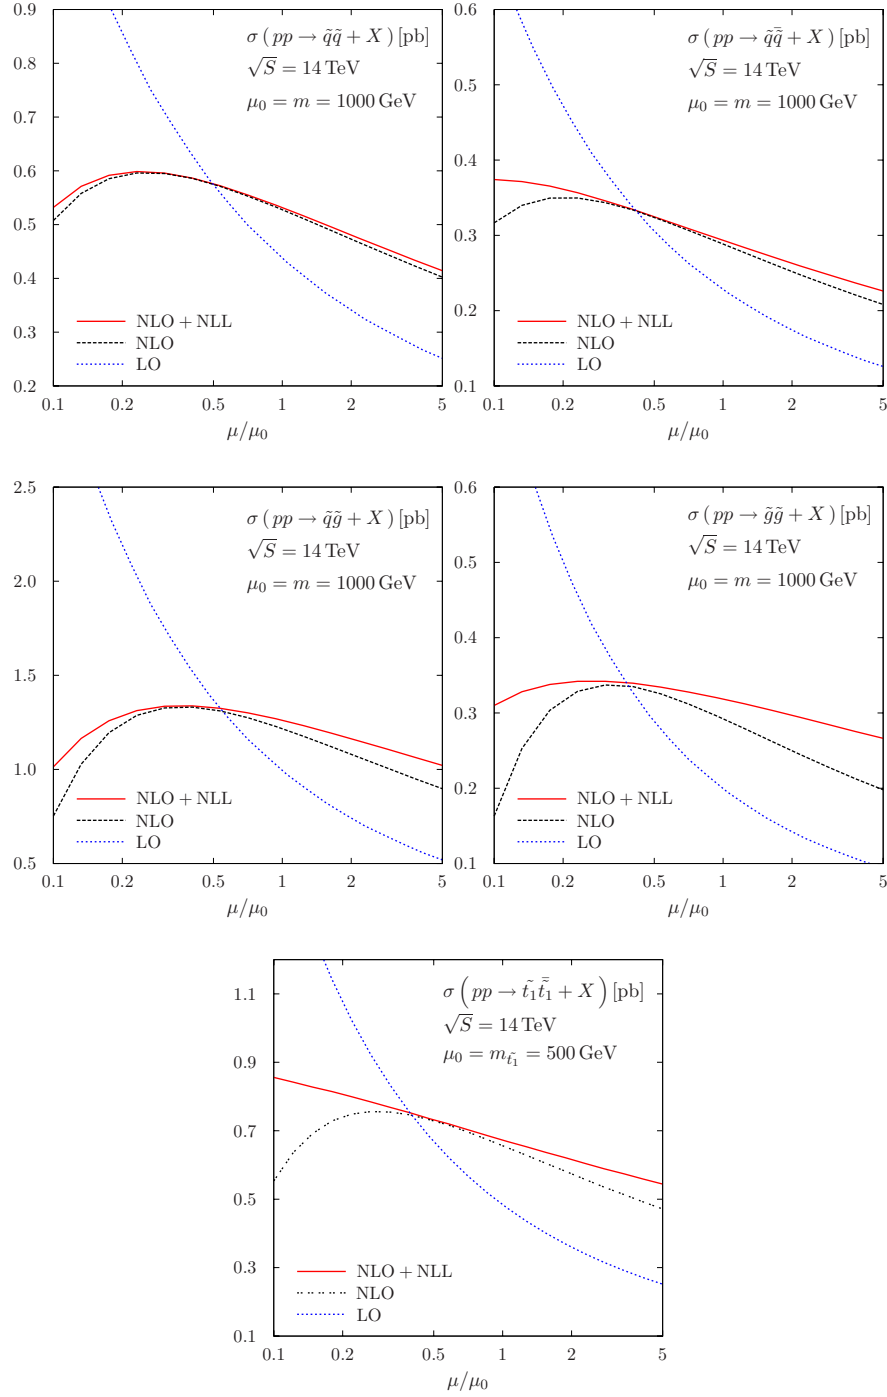 σ(pp → q̃q̃ + X) [pb]
√S = 14 TeV
μ₀ = m = 1000 GeV
0.9
0.8
0.7
0.6
0.5
0.4
0.3
0.2
NLO + NLL
NLO
LO
0.1 0.2 0.5 1 2 5
μ/μ₀
σ(pp → q̃q̃̄ + X) [pb]
√S = 14 TeV
μ₀ = m = 1000 GeV
0.6
0.5
0.4
0.3
0.2
0.1
NLO + NLL
NLO
LO
0.1 0.2 0.5 1 2 5
μ/μ₀
σ(pp → q̃g̃ + X) [pb]
√S = 14 TeV
μ₀ = m = 1000 GeV
2.5
2.0
1.5
1.0
0.5
NLO + NLL
NLO
LO
0.1 0.2 0.5 1 2 5
μ/μ₀
σ(pp → g̃g̃ + X) [pb]
√S = 14 TeV
μ₀ = m = 1000 GeV
0.6
0.5
0.4
0.3
0.2
0.1
NLO + NLL
NLO
LO
0.1 0.2 0.5 1 2 5
μ/μ₀
σ(pp → t̃₁t̃̄₁ + X) [pb]
√S = 14 TeV
μ₀ = m_t̃₁ = 500 GeV
1.1
0.9
0.7
0.5
0.3
0.1
NLO + NLL
NLO
LO
0.1 0.2 0.5 1 2 5
μ/μ₀